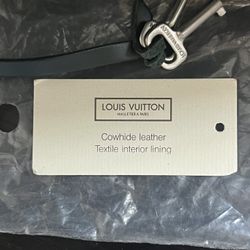 LOUIS VUITTON
MALLETIER A PARIS
Cowhide leather
Textile interior lining